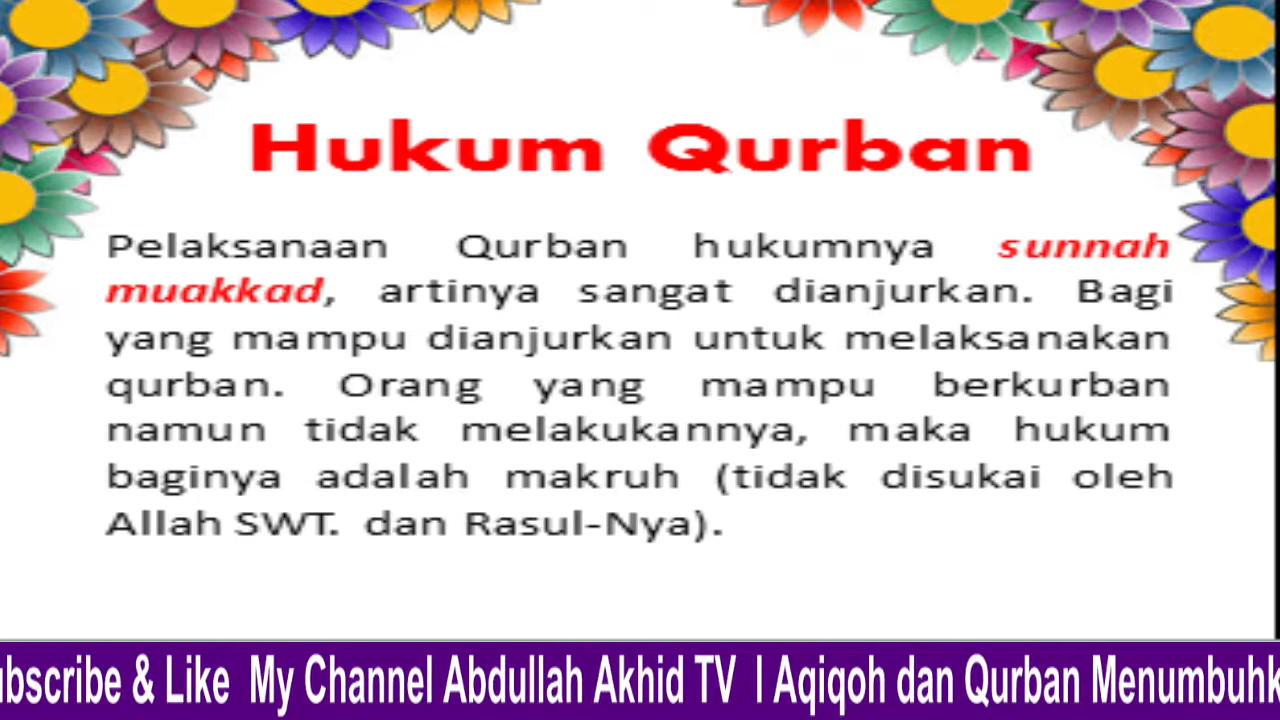 Hukum Qurban
Pelaksanaan Qurban hukumnya sunnah
muakkad, artinya sangat dianjurkan. Bagi
yang mampu dianjurkan untuk melaksanakan
qurban. Orang yang mampu berkurban
namun tidak melakukannya, maka hukum
baginya adalah makruh (tidak disukai oleh
Allah SWT. dan Rasul-Nya).
ubscribe & Like My Channel Abdullah Akhid TV I Aqiqoh dan Qurban Menumbuhk